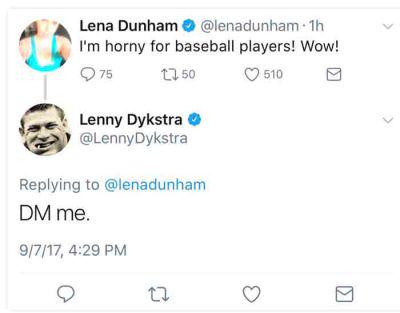 Lena Dunham @lenadunham · 1h
I'm horny for baseball players! Wow!
75 50 510
Lenny Dykstra
@LennyDykstra
Replying to @lenadunham
DM me.
9/7/17, 4:29 PM